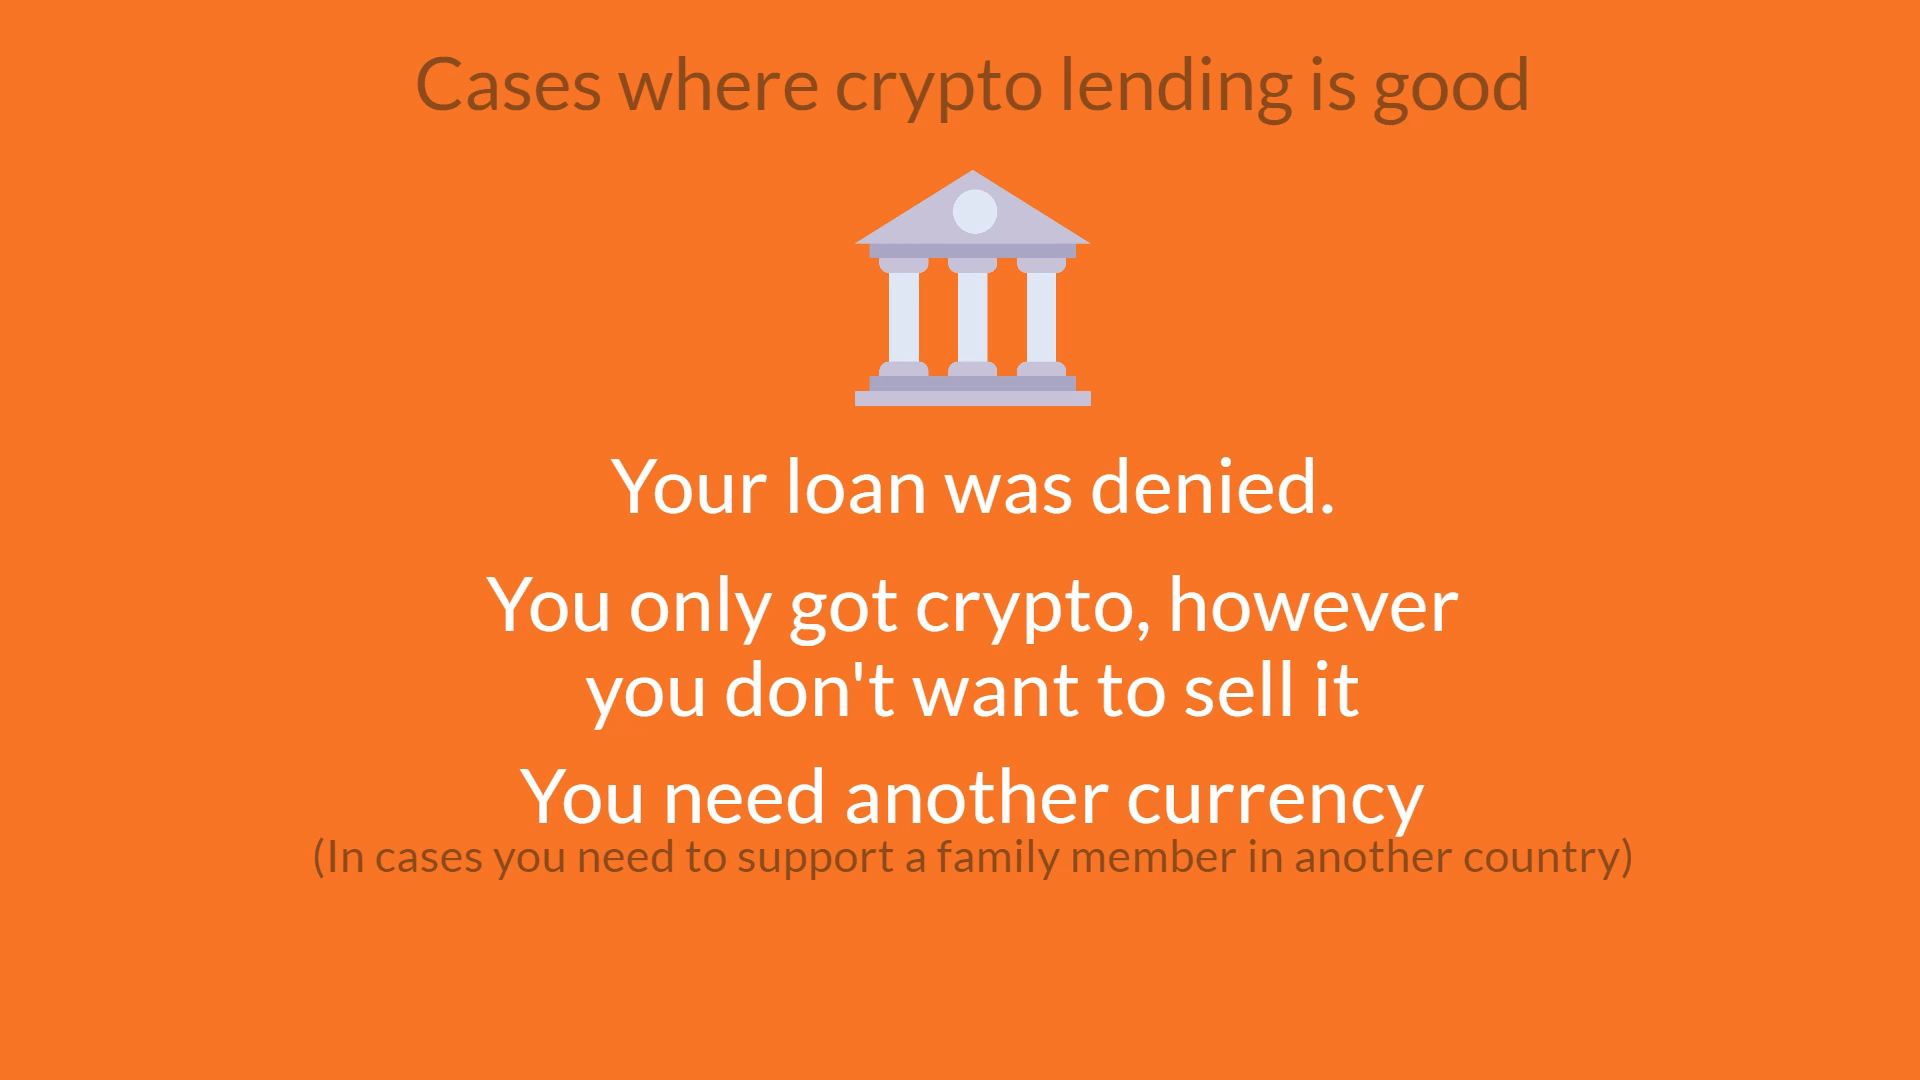 Cases where crypto lending is good
Your loan was denied.
You only got crypto, however
you don't want to sell it
You need another currency
(In cases you need to support a family member in another country)